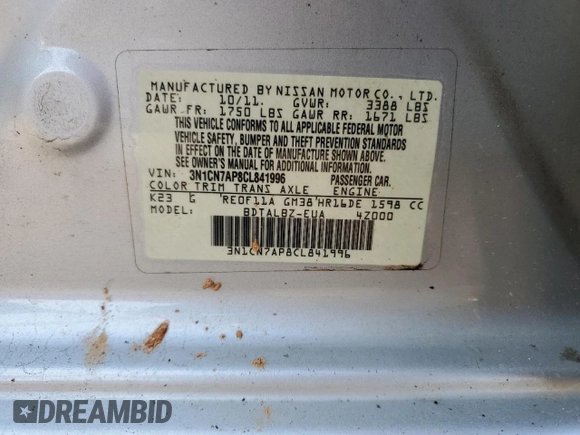 MANUFACTURED BY NISSAN MOTOR CO., LTD.
DATE: 10/11. GVWR: 3388 LBS
GAWR FR: 1750 LBS GAWR RR: 1671 LBS
THIS VEHICLE CONFORMS TO ALL APPLICABLE FEDERAL MOTOR
VEHICLE SAFETY, BUMPER AND THEFT PREVENTION STANDARDS
IN EFFECT ON THE DATE OF MANUFACTURE SHOWN ABOVE.
SEE OWNER'S MANUAL FOR ADDITIONAL INFORMATION.
VIN: 3N1CN7AP8CL841996 PASSENGER CAR.
COLOR TRIM TRANS AXLE ENGINE
K23 G RE0F11A GM38 HR16DE 1598 CC
MODEL: BDTALBZ-EUA 4Z000
3N1CN7AP8CL841996
DREAMBID